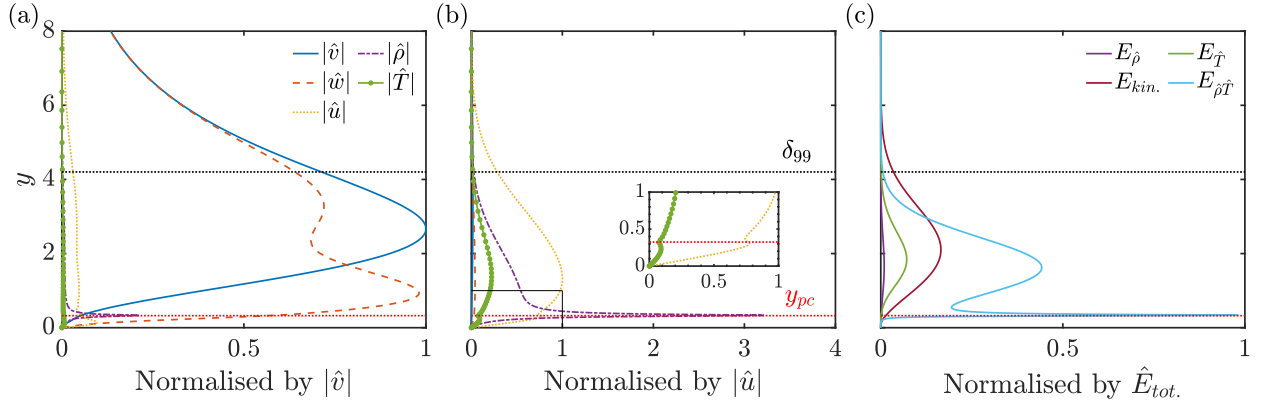 (a)
8
6
4
2
0
y
|v̂|
|ŵ|
|û|
|ρ̂|
|T̂|
0
0.5
1
Normalised by |v̂|
(b)
δ₉₉
1
0.5
0
0
0.5
1
y_pc
0
1
2
3
4
Normalised by |û|
(c)
E_ρ̂
E_kin.
E_T̂
E_ρ̂T̂
0
0.5
1
Normalised by Ê_tot.